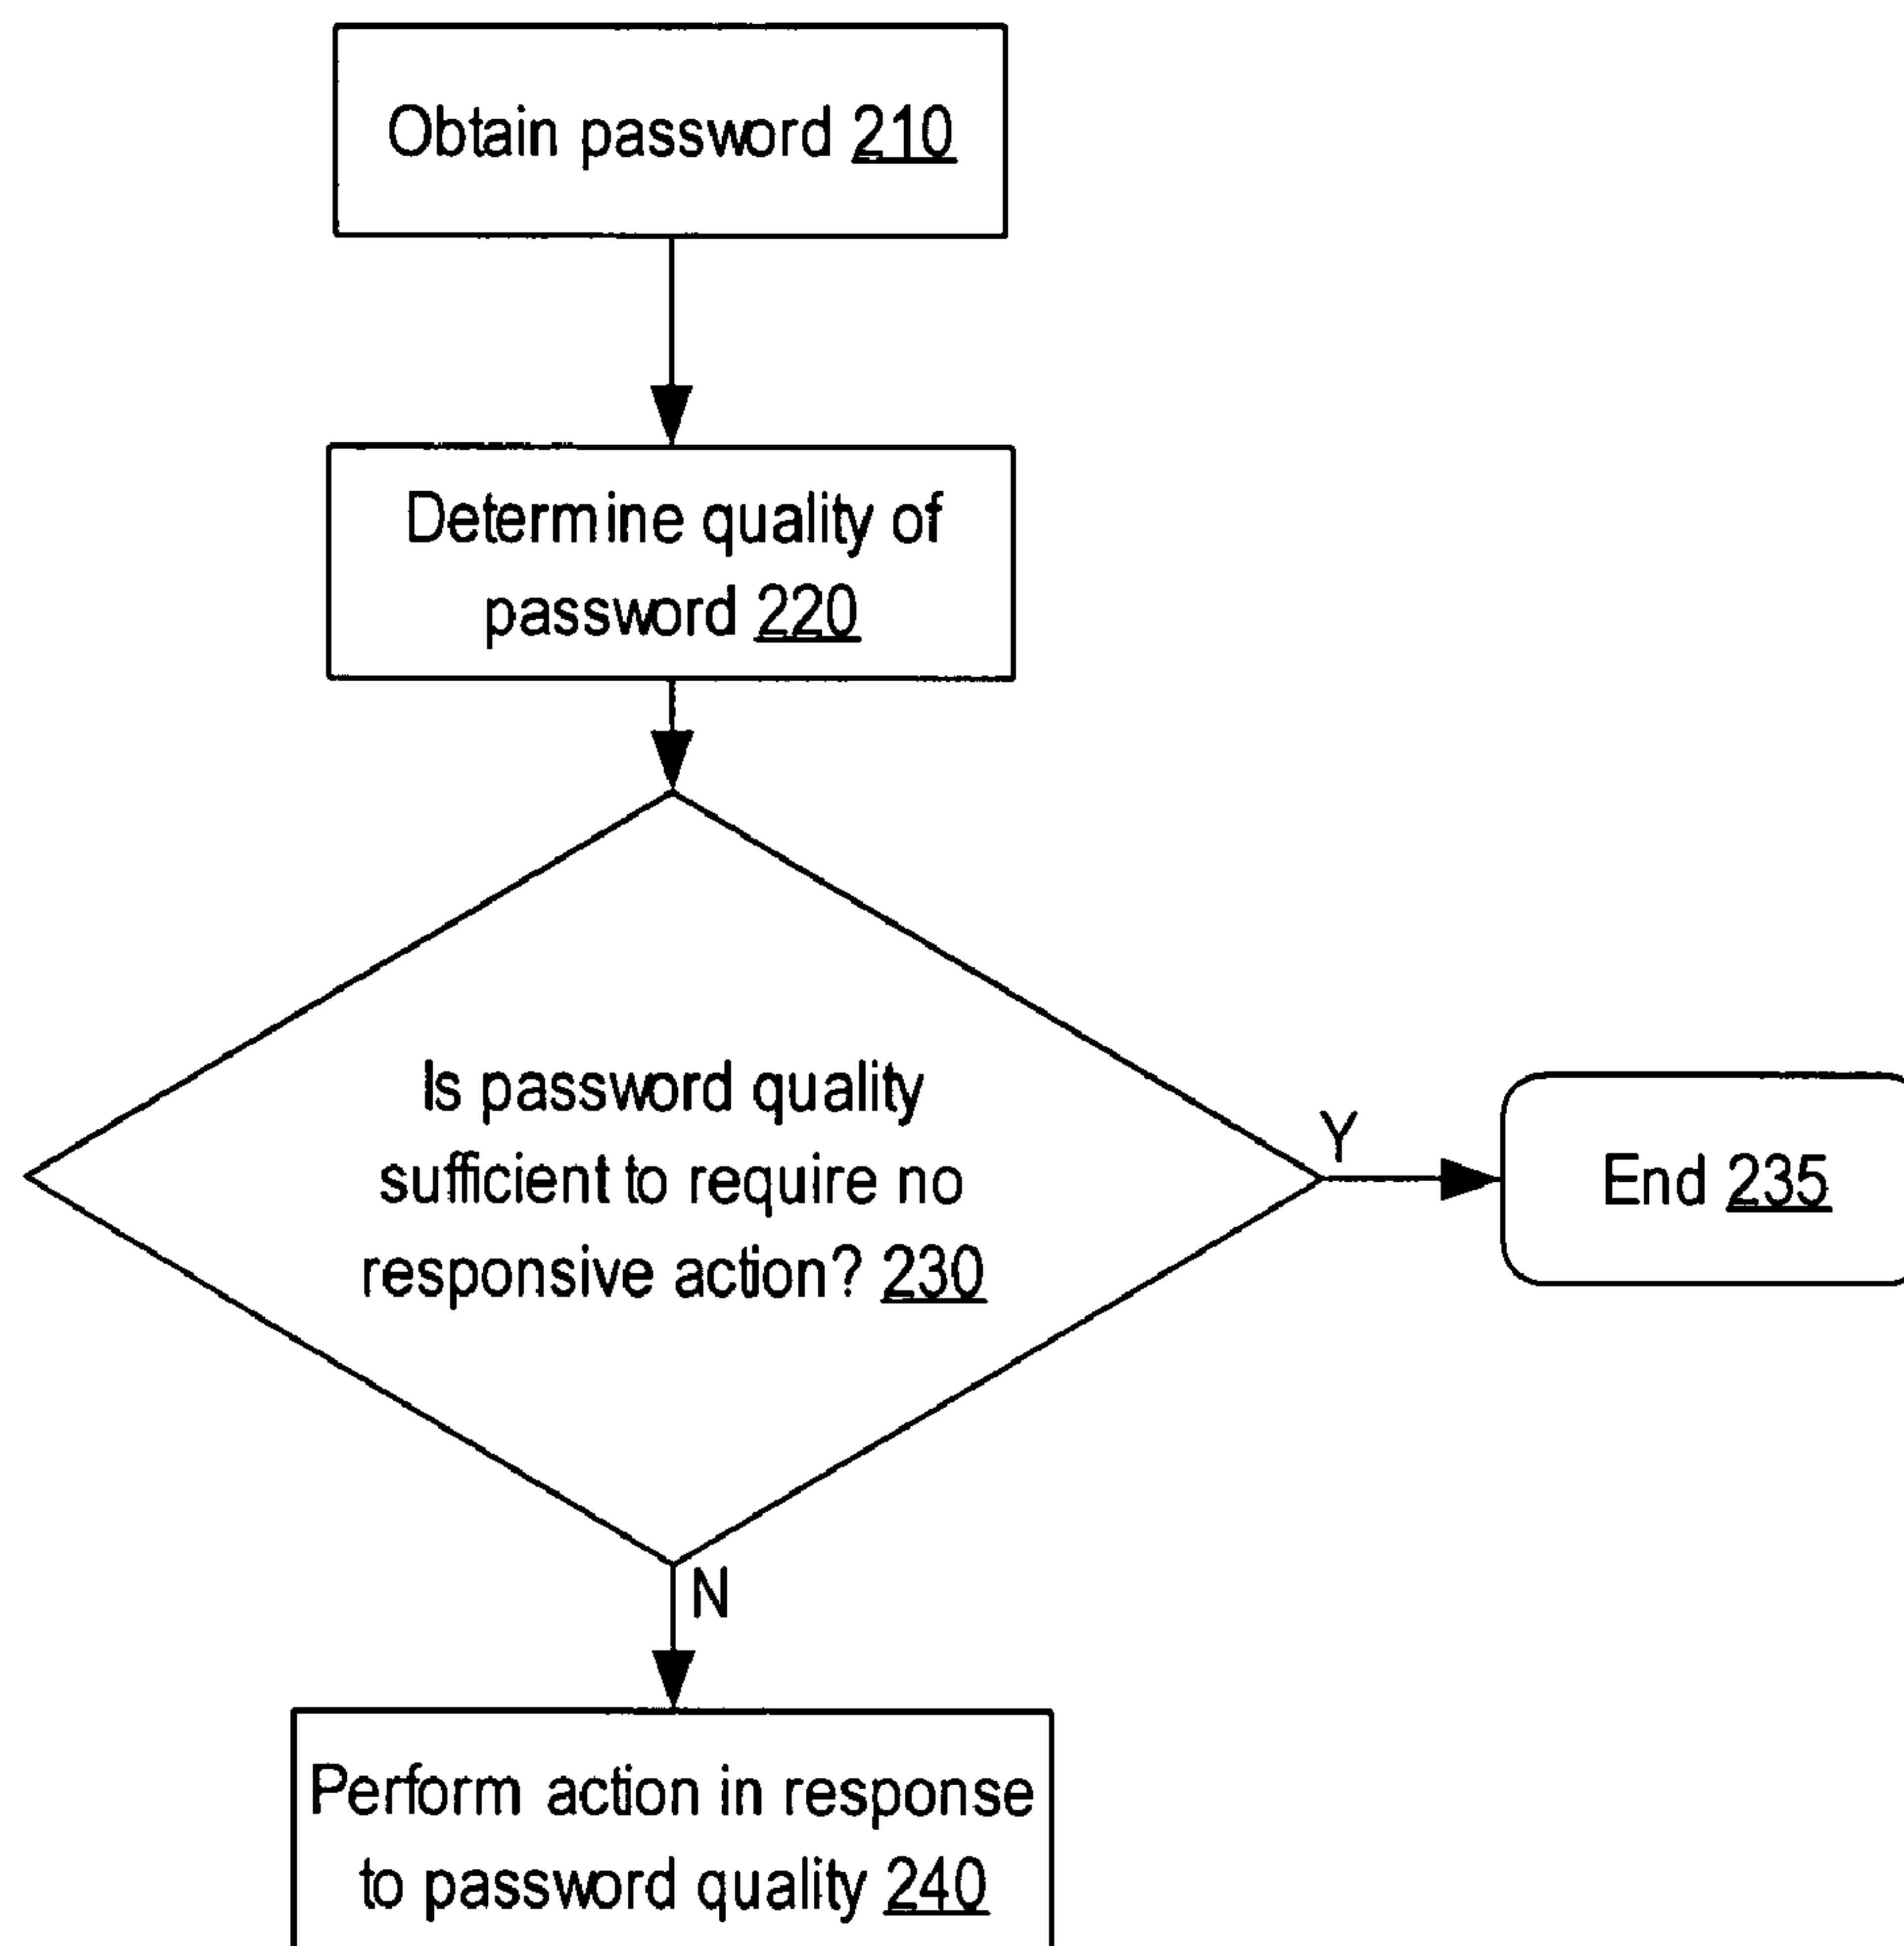 Obtain password 210
Determine quality of
password 220
Is password quality
sufficient to require no
responsive action? 230
Y
End 235
N
Perform action in response
to password quality 240